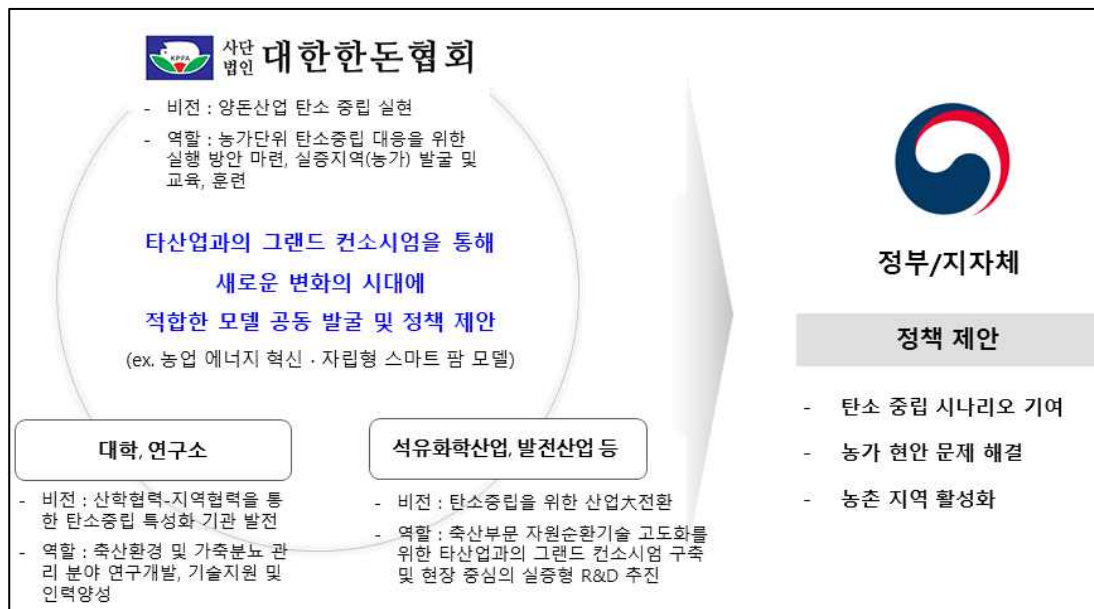 KPPA
사단
법인
대한한돈협회
- 비전 : 양돈산업 탄소 중립 실현
- 역할 : 농가단위 탄소중립 대응을 위한
실행 방안 마련, 실증지역(농가) 발굴 및
교육, 훈련
타산업과의 그랜드 컨소시엄을 통해
새로운 변화의 시대에
적합한 모델 공동 발굴 및 정책 제안
(ex. 농업 에너지 혁신 · 자립형 스마트 팜 모델)
대학, 연구소
- 비전 : 산학협력-지역협력을 통
한 탄소중립 특성화 기관 발전
- 역할 : 축산환경 및 가축분뇨 관
리 분야 연구개발, 기술지원 및
인력양성
석유화학산업, 발전산업 등
- 비전 : 탄소중립을 위한 산업大전환
- 역할 : 축산부문 자원순환기술 고도화를
위한 타산업과의 그랜드 컨소시엄 구축
및 현장 중심의 실증형 R&D 추진
정부/지자체
정책 제안
- 탄소 중립 시나리오 기여
- 농가 현안 문제 해결
- 농촌 지역 활성화